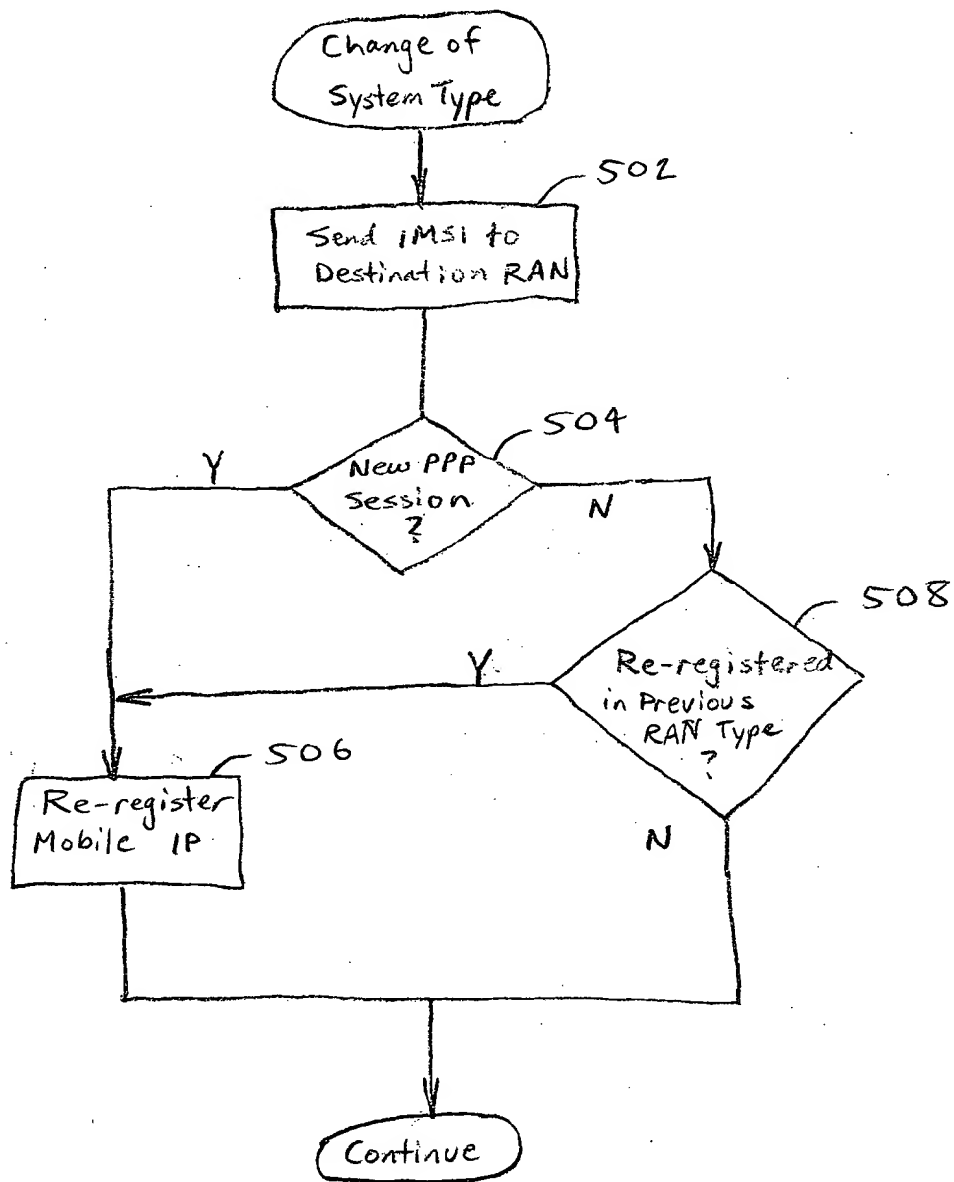 Change of
System Type
502
Send iMSi to
Destination RAN
504
New PPP
Session
?
Y
N
508
Re-registered
in Previous
RAN Type
?
Y
N
506
Re-register
Mobile IP
Continue